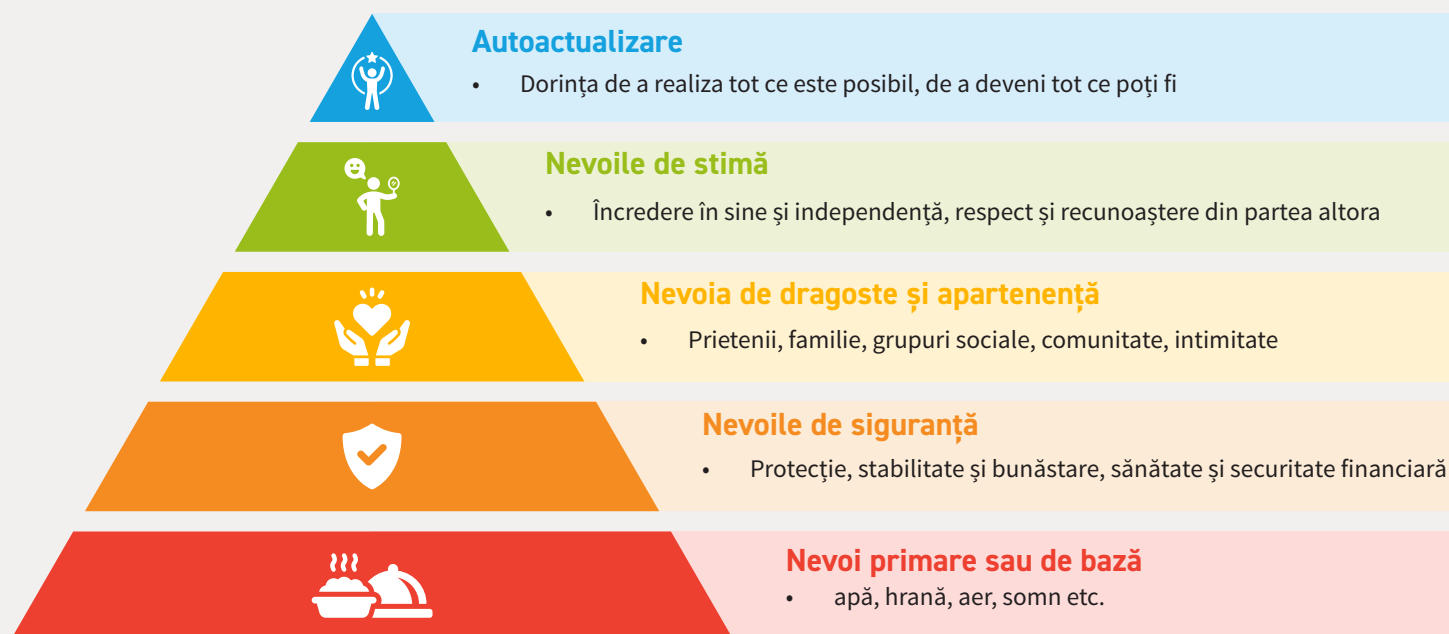 Autoactualizare
• Dorința de a realiza tot ce este posibil, de a deveni tot ce poți fi
Nevoile de stimă
• Încredere în sine și independență, respect și recunoaștere din partea altora
Nevoia de dragoste și apartenență
• Prietenii, familie, grupuri sociale, comunitate, intimitate
Nevoile de siguranță
• Protecție, stabilitate și bunăstare, sănătate și securitate financiară
Nevoi primare sau de bază
• apă, hrană, aer, somn etc.